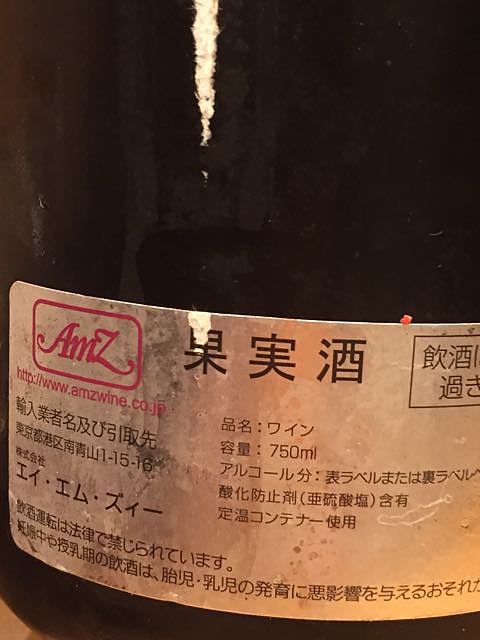 AmZ
http://www.amzwine.co.jp
輸入業者名及び引取先
東京都港区南青山1-15-16
株式会社
エイ・エム・ズィー
果実酒
飲酒
過ぎ
品名：ワイン
容量：750ml
アルコール分：表ラベルまたは裏ラベル
酸化防止剤（亜硫酸塩）含有
定温コンテナー使用
飲酒運転は法律で禁じられています。
妊娠中や授乳期の飲酒は、胎児・乳児の発育に悪影響を与えるおそれ